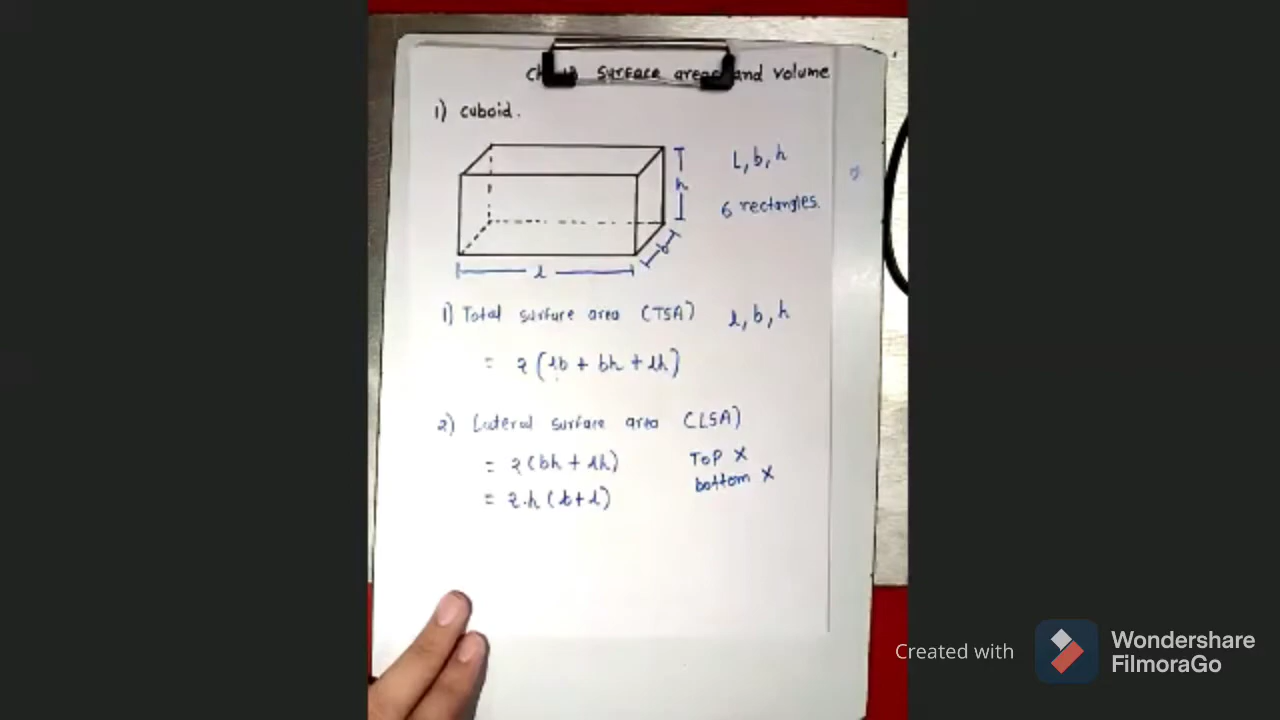 Surface areas and volume
1) cuboid.
L, b, h
h
6 rectangles.
b
l
1) Total surface area (TSA) l, b, h
= 2 (lb + bh + lh)
2) Lateral surface area (LSA)
= 2 (bh + lh) Top x
bottom x
= 2.h (b+l)
Created with
Wondershare
FilmoraGo